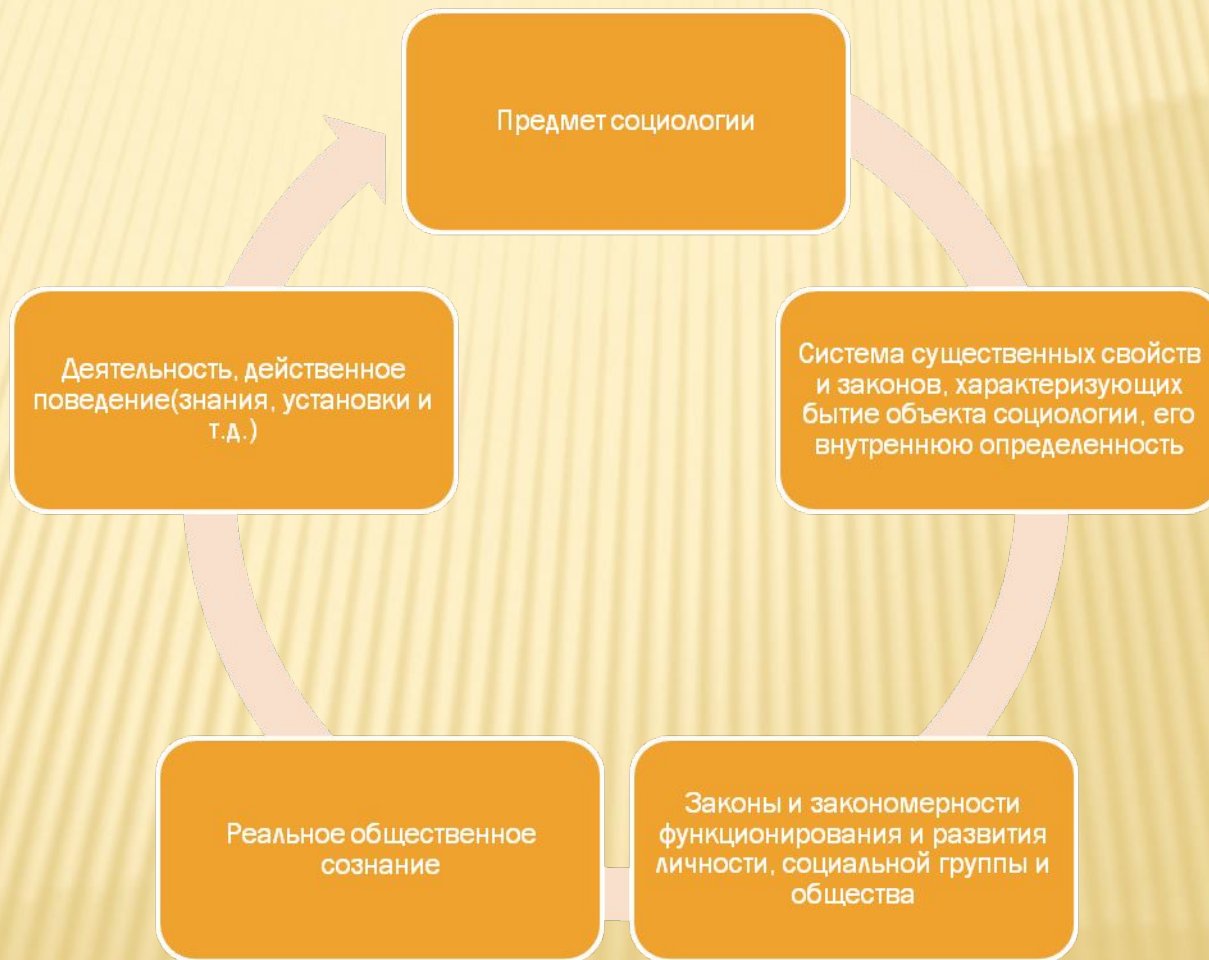 Предмет социологии
Система существенных свойств
и законов, характеризующих
бытие объекта социологии, его
внутреннюю определенность
Законы и закономерности
функционирования и развития
личности, социальной группы и
общества
Реальное общественное
сознание
Деятельность, действенное
поведение(знания, установки и
т.д.)